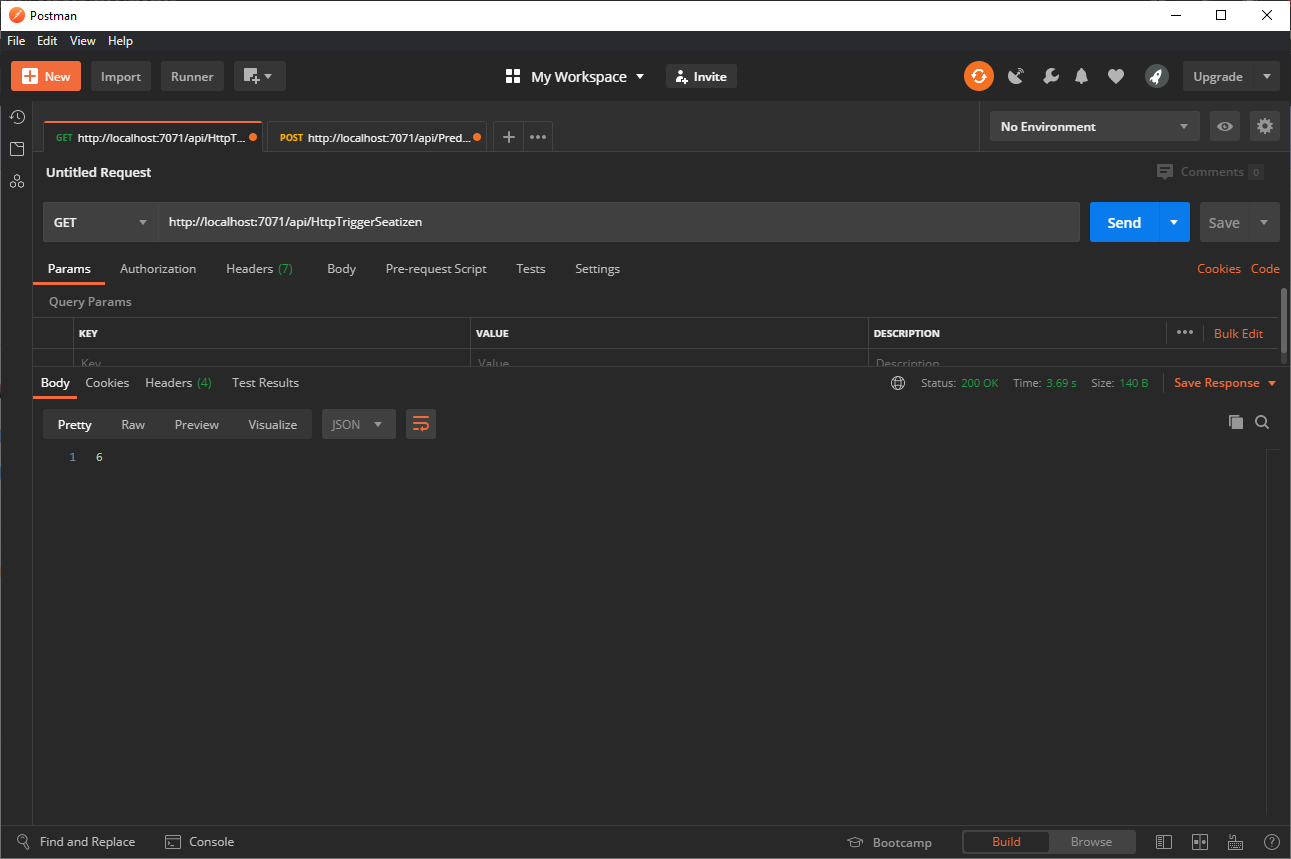 Postman
File Edit View Help
New Import Runner My Workspace Invite Upgrade
GET http://localhost:7071/api/HttpT... POST http://localhost:7071/api/Pred... No Environment
Untitled Request Comments 0
GET http://localhost:7071/api/HttpTriggerSeatizen Send Save
Params Authorization Headers (7) Body Pre-request Script Tests Settings Cookies Code
Query Params
KEY VALUE DESCRIPTION Bulk Edit
Key Value Description
Body Cookies Headers (4) Test Results Status: 200 OK Time: 3.69 s Size: 140 B Save Response
Pretty Raw Preview Visualize JSON
1 6
Find and Replace Console Bootcamp Build Browse